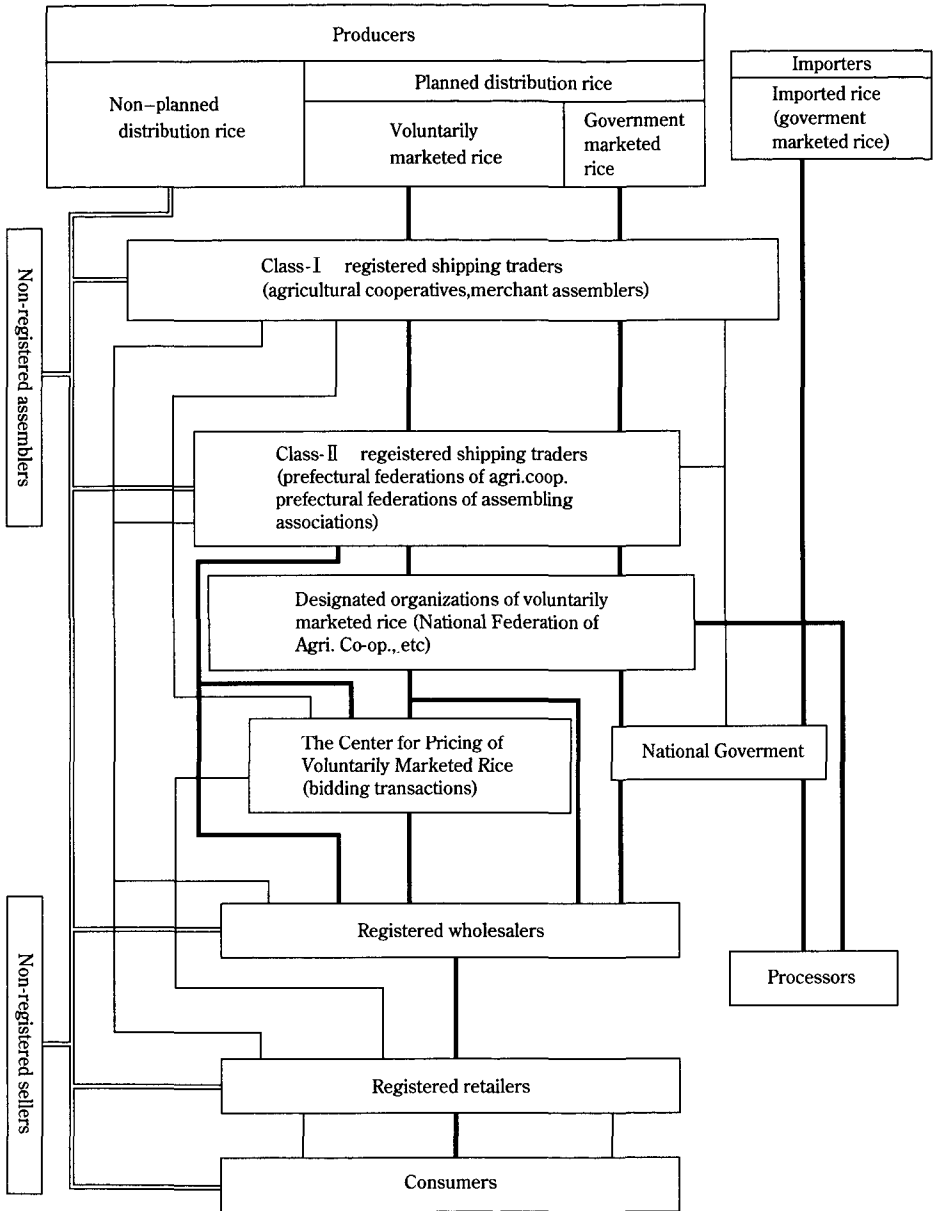 Producers
Non-planned
distribution rice
Planned distribution rice
Voluntarily
marketed rice
Government
marketed
rice
Importers
Imported rice
(goverment
marketed rice)
Non-registered assemblers
Class-I registered shipping traders
(agricultural cooperatives,merchant assemblers)
Class-II regeistered shipping traders
(prefectural federations of agri.coop.
prefectural federations of assembling
associations)
Designated organizations of voluntarily
marketed rice (National Federation of
Agri. Co-op., etc)
The Center for Pricing of
Voluntarily Marketed Rice
(bidding transactions)
National Goverment
Non-registered sellers
Registered wholesalers
Processors
Registered retailers
Consumers